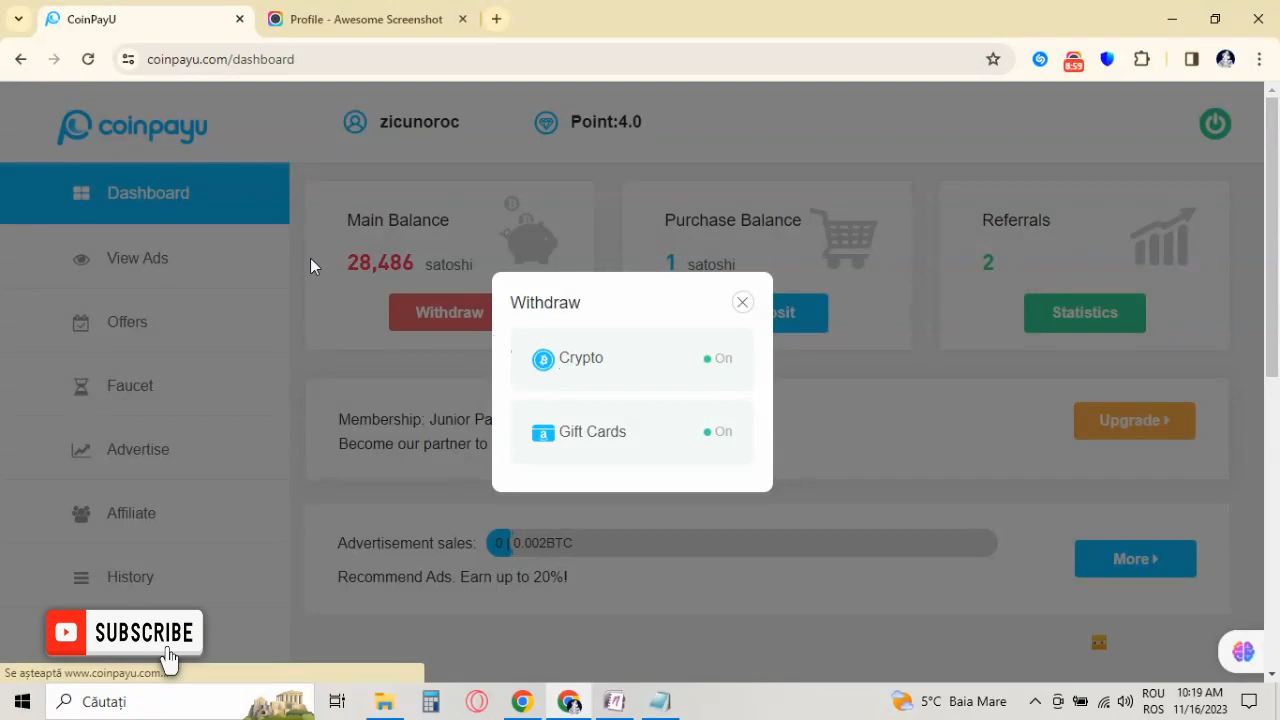 CoinPayU
Profile - Awesome Screenshot
coinpayu.com/dashboard
8:59
coinpayu
zicunoroc
Point:4.0
Dashboard
View Ads
Offers
Faucet
Advertise
Affiliate
History
Main Balance
28,486 satoshi
Withdraw
Purchase Balance
1 satoshi
osit
Referrals
2
Statistics
Withdraw
Crypto
On
Gift Cards
On
Membership: Junior Pa
Become our partner to
Upgrade
Advertisement sales:
0 | 0.002BTC
Recommend Ads. Earn up to 20%!
More
SUBSCRIBE
Se așteaptă www.coinpayu.com...
Căutați
5°C Baia Mare
ROU
ROS
10:19 AM
11/16/2023